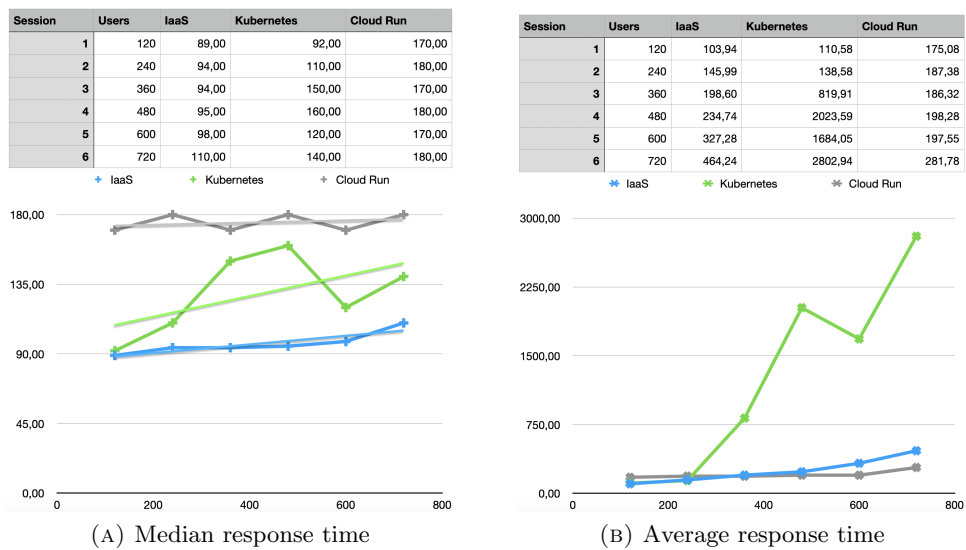 Session Users IaaS Kubernetes Cloud Run
1 120 89,00 92,00 170,00
2 240 94,00 110,00 180,00
3 360 94,00 150,00 170,00
4 480 95,00 160,00 180,00
5 600 98,00 120,00 170,00
6 720 110,00 140,00 180,00
IaaS Kubernetes Cloud Run
180,00
135,00
90,00
45,00
0,00
0 200 400 600 800
(A) Median response time
Session Users IaaS Kubernetes Cloud Run
1 120 103,94 110,58 175,08
2 240 145,99 138,58 187,38
3 360 198,60 819,91 186,32
4 480 234,74 2023,59 198,28
5 600 327,28 1684,05 197,55
6 720 464,24 2802,94 281,78
IaaS Kubernetes Cloud Run
3000,00
2250,00
1500,00
750,00
0,00
0 200 400 600 800
(B) Average response time